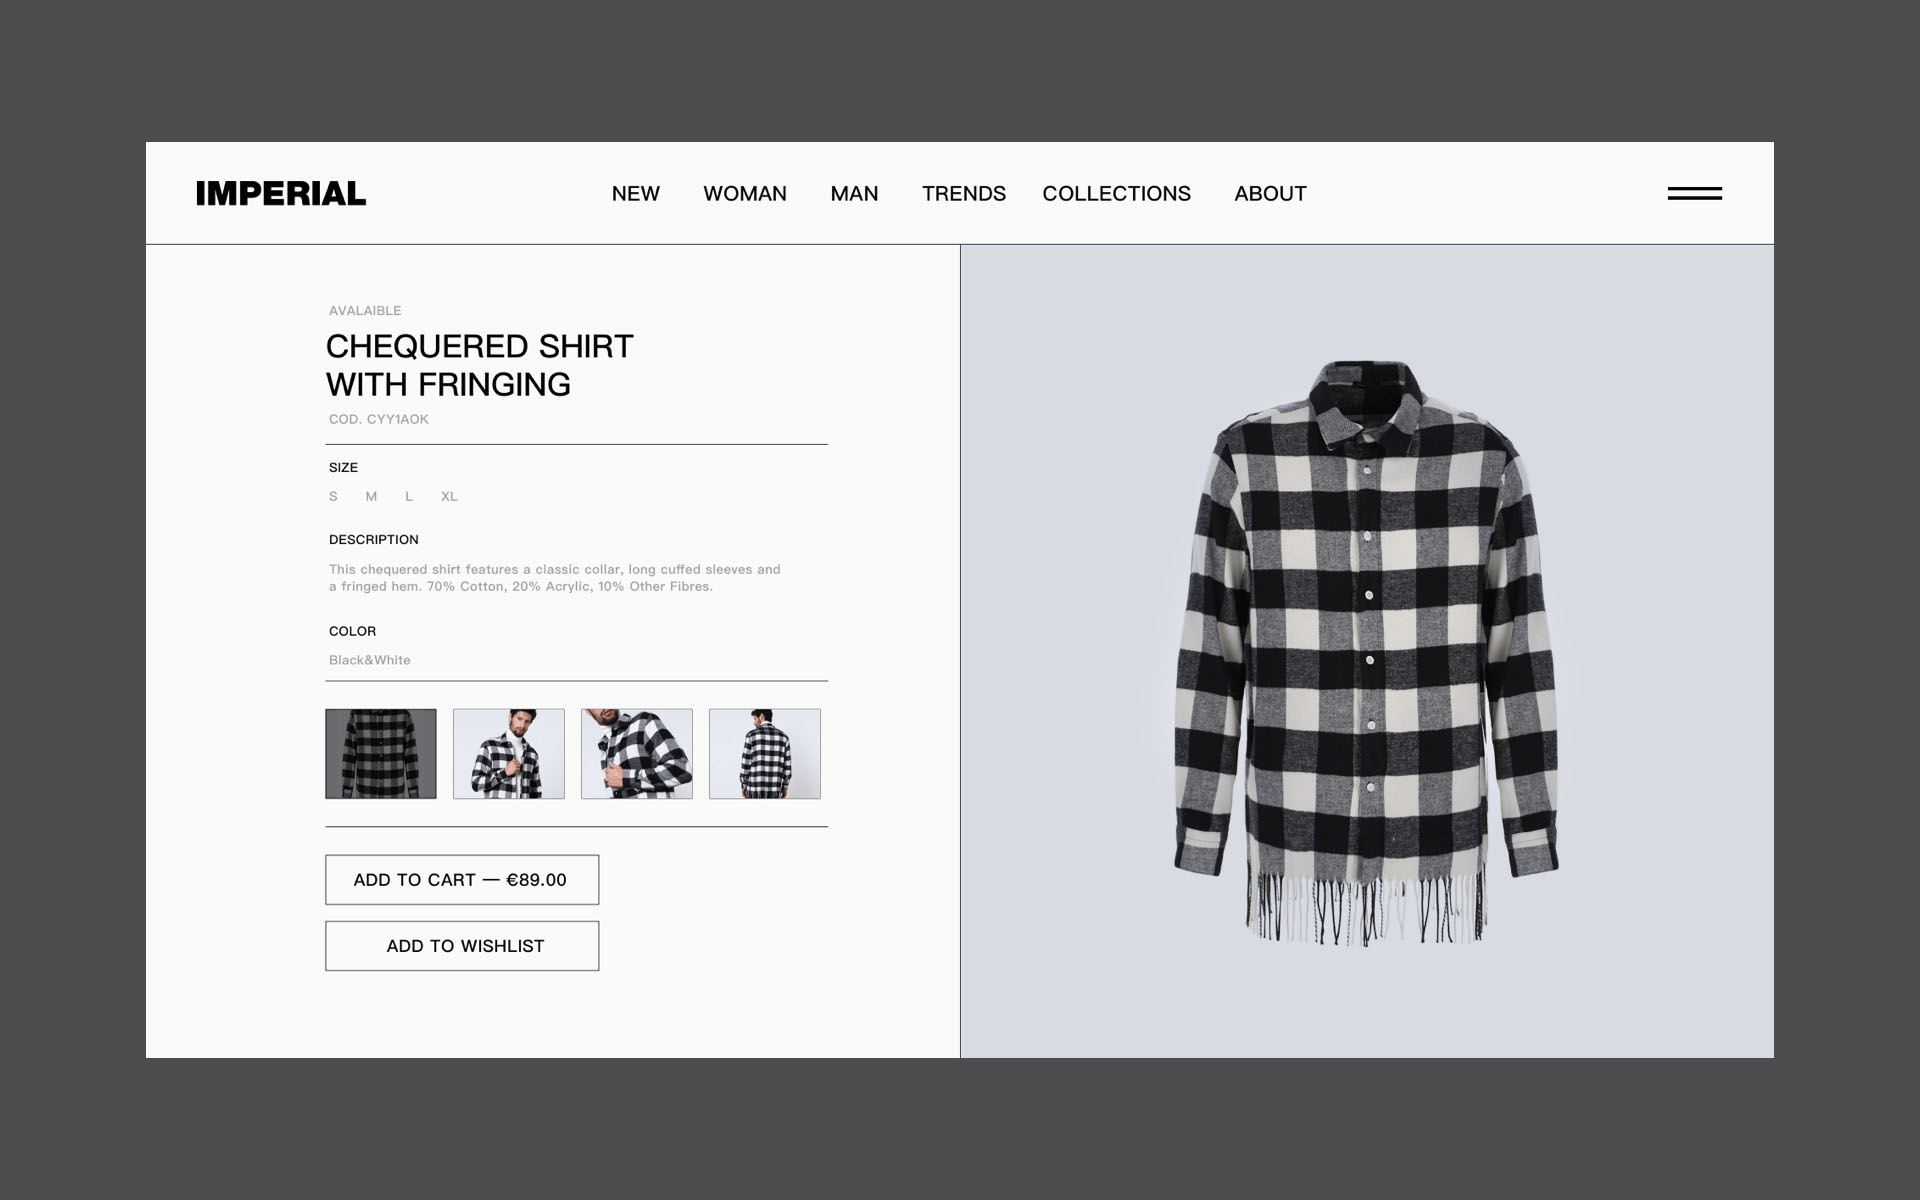 IMPERIAL
NEW WOMAN MAN TRENDS COLLECTIONS ABOUT
AVALAIBLE
CHEQUERED SHIRT
WITH FRINGING
COD. CYY1AOK
SIZE
S M L XL
DESCRIPTION
This chequered shirt features a classic collar, long cuffed sleeves and
a fringed hem. 70% Cotton, 20% Acrylic, 10% Other Fibres.
COLOR
Black&White
ADD TO CART — €89.00
ADD TO WISHLIST